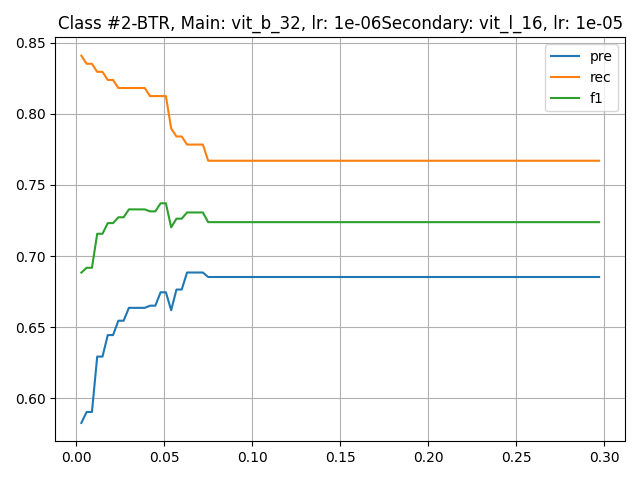 Class #2-BTR, Main: vit_b_32, lr: 1e-06Secondary: vit_l_16, lr: 1e-05
pre
rec
f1
0.85
0.80
0.75
0.70
0.65
0.60
0.00 0.05 0.10 0.15 0.20 0.25 0.30